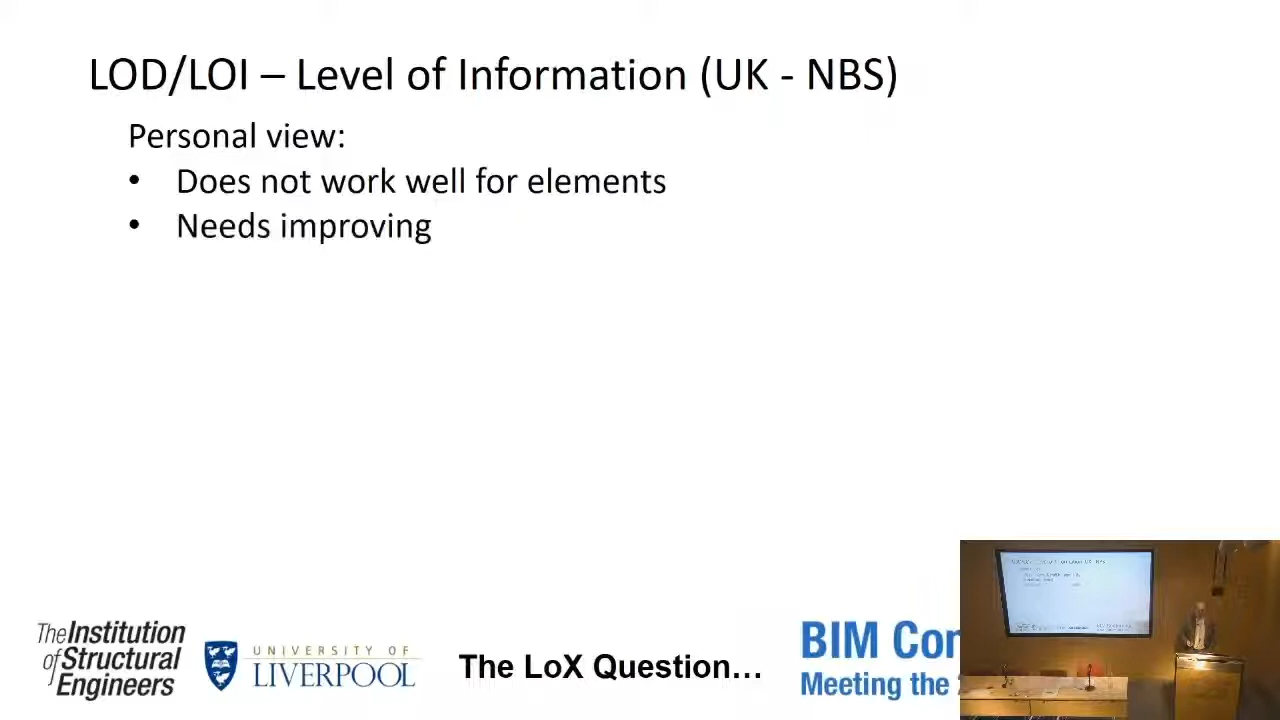 LOD/LOI – Level of Information (UK - NBS)
Personal view:
• Does not work well for elements
• Needs improving
The Institution
of Structural
Engineers
UNIVERSITY OF
LIVERPOOL
The LoX Question…
BIM Con
Meeting the